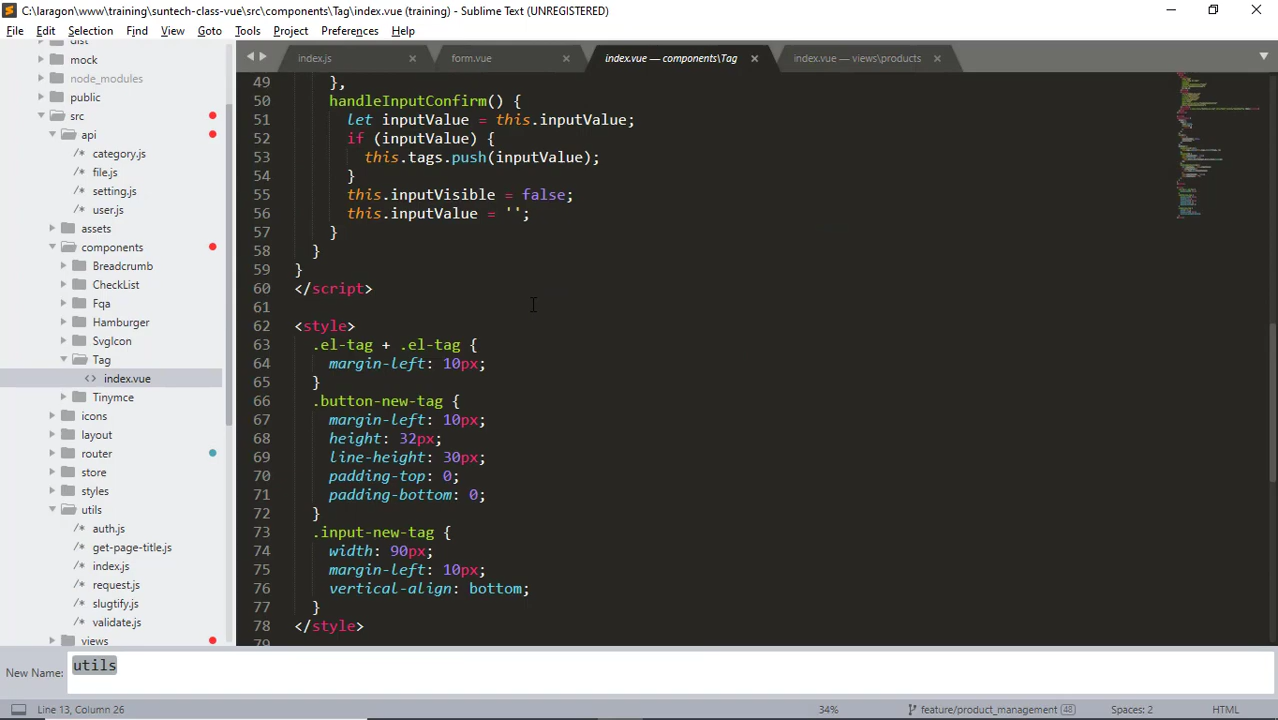 C:\laragon\www\training\suntech-class-vue\src\components\Tag\index.vue (training) - Sublime Text (UNREGISTERED)
File Edit Selection Find View Goto Tools Project Preferences Help
dist
mock
node_modules
public
src
api
category.js
file.js
setting.js
user.js
assets
components
Breadcrumb
CheckList
Fqa
Hamburger
SvgIcon
Tag
index.vue
Tinymce
icons
layout
router
store
styles
utils
auth.js
get-page-title.js
index.js
request.js
slugtify.js
validate.js
views
index.js form.vue index.vue — components\Tag index.vue — views\products
49 },
50 handleInputConfirm() {
51 let inputValue = this.inputValue;
52 if (inputValue) {
53 this.tags.push(inputValue);
54 }
55 this.inputVisible = false;
56 this.inputValue = '';
57 }
58 }
59 }
60 </script>
61
62 <style>
63 .el-tag + .el-tag {
64 margin-left: 10px;
65 }
66 .button-new-tag {
67 margin-left: 10px;
68 height: 32px;
69 line-height: 30px;
70 padding-top: 0;
71 padding-bottom: 0;
72 }
73 .input-new-tag {
74 width: 90px;
75 margin-left: 10px;
76 vertical-align: bottom;
77 }
78 </style>
79
New Name: utils
Line 13, Column 26 34% feature/product_management 48 Spaces: 2 HTML